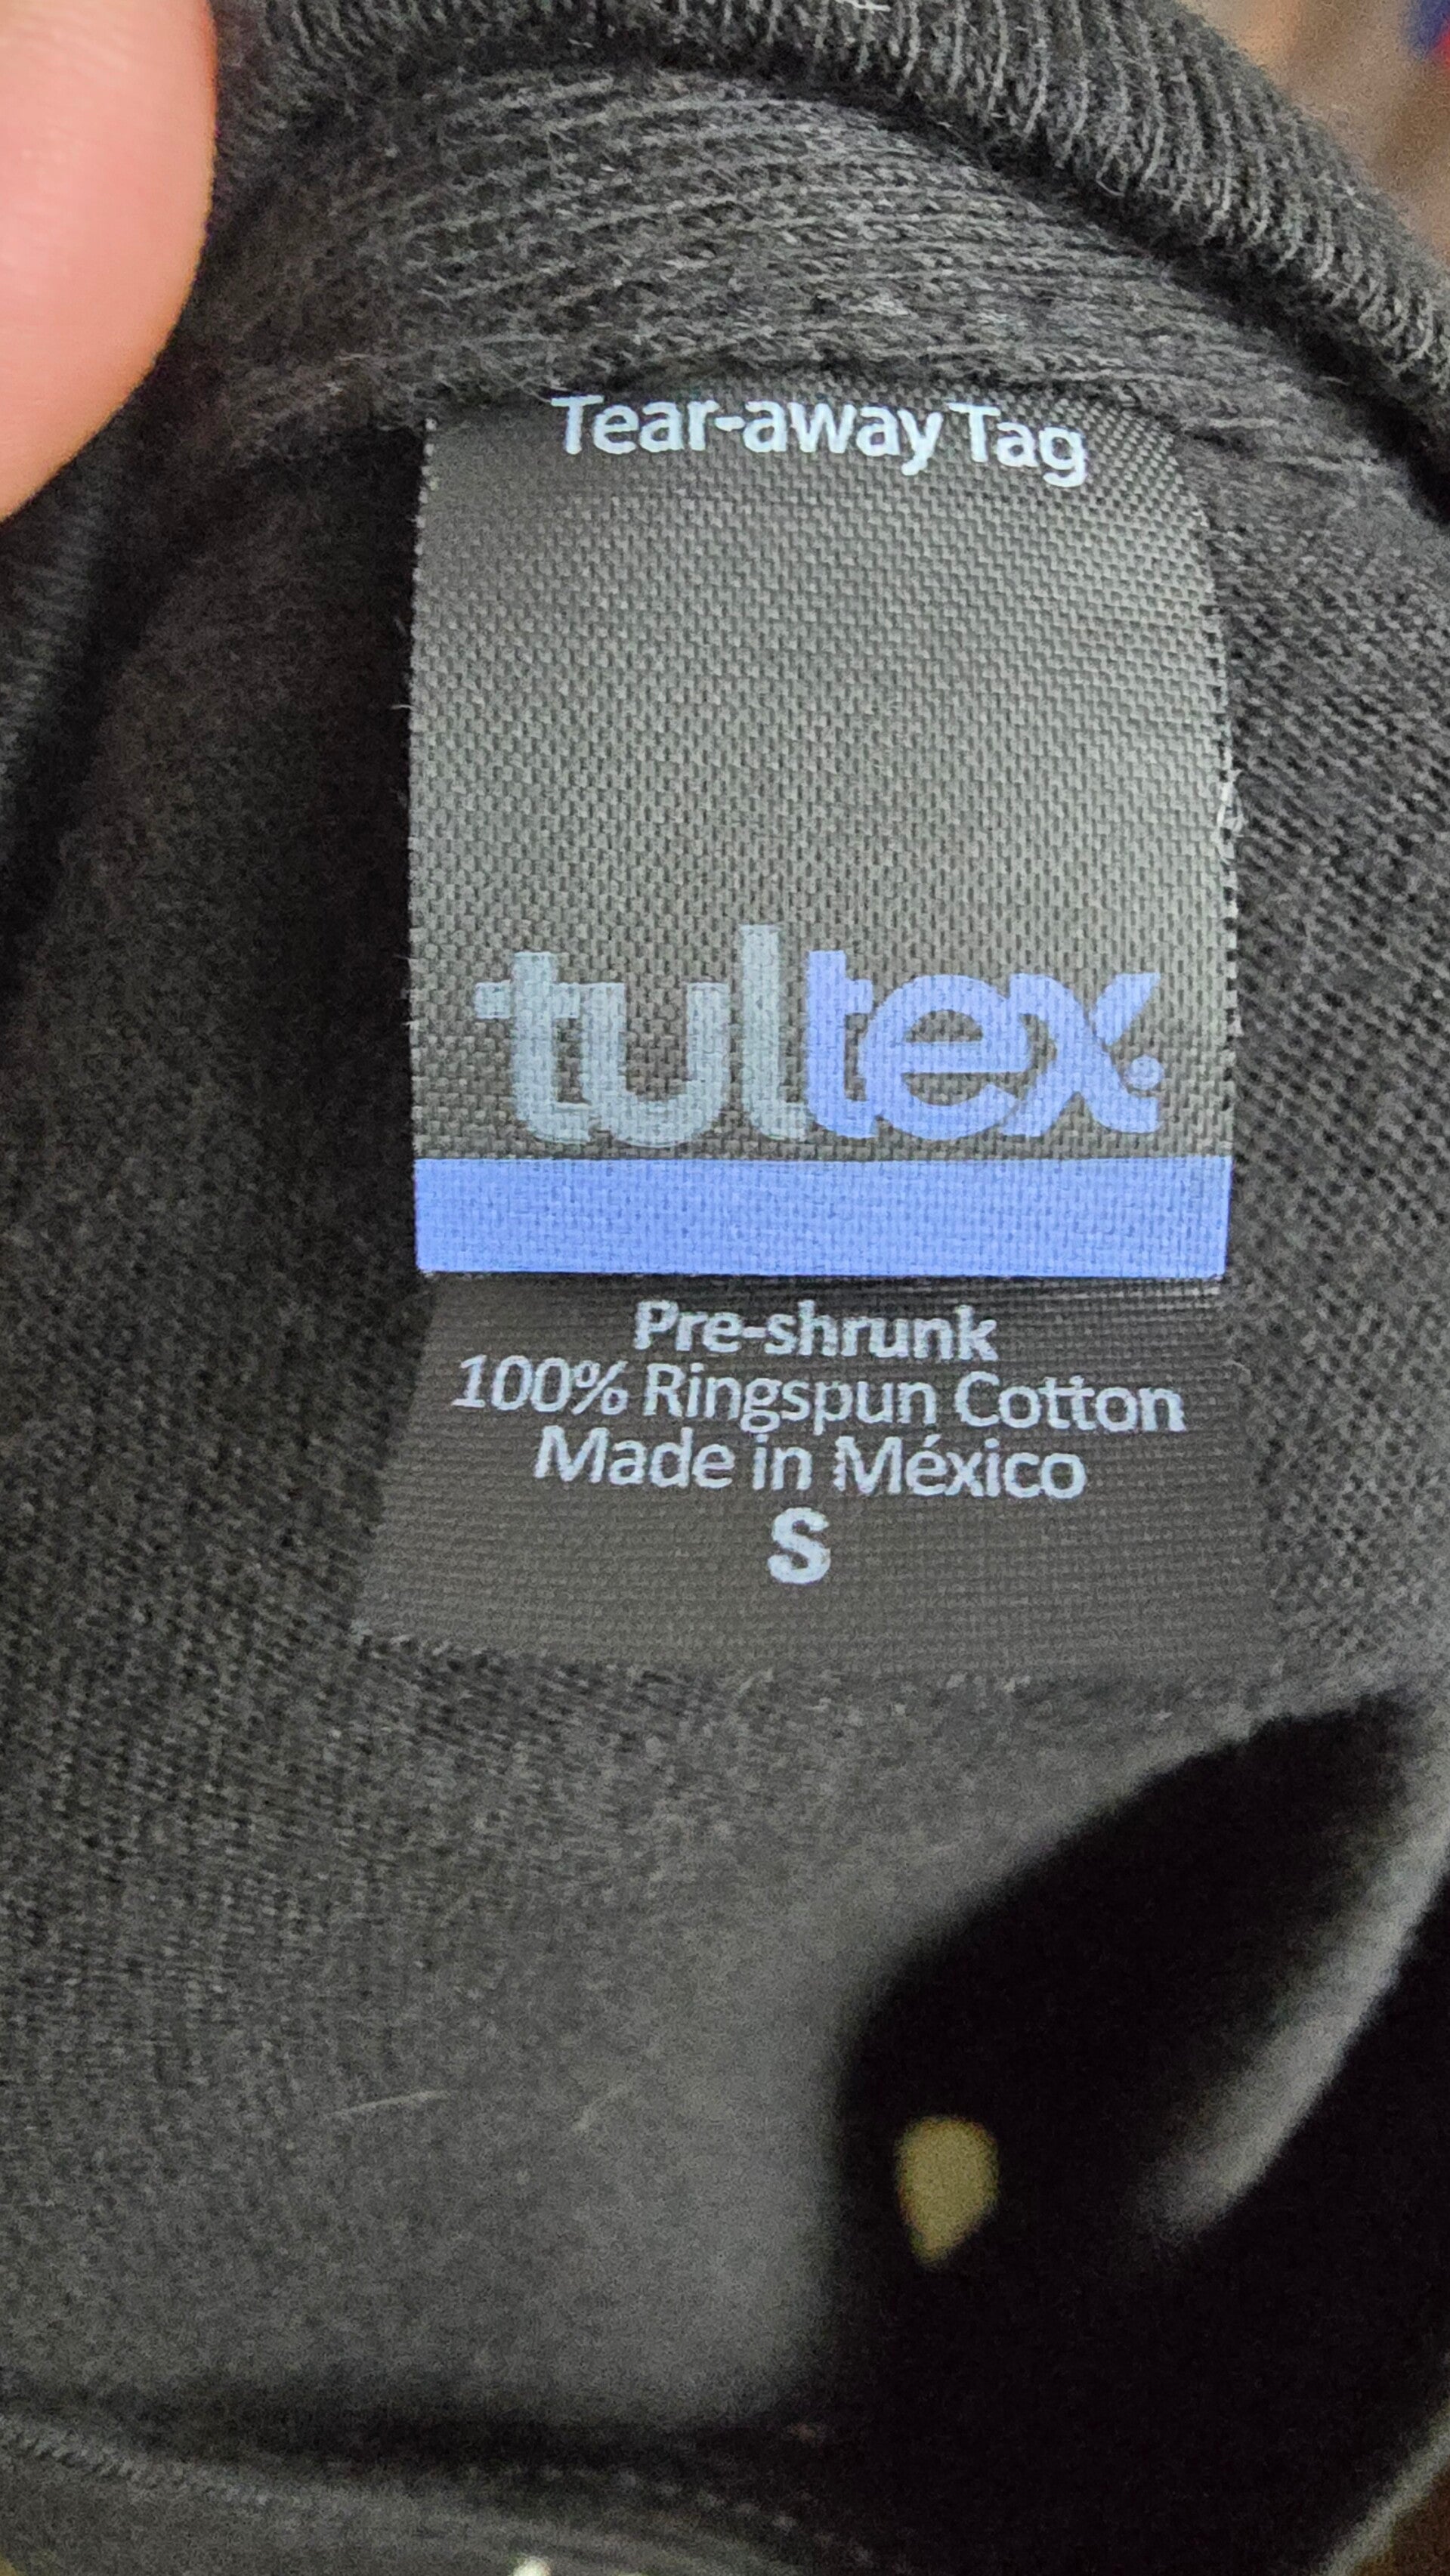 Tear-away Tag
tultex®
Pre-shrunk
100% Ringspun Cotton
Made in México
S